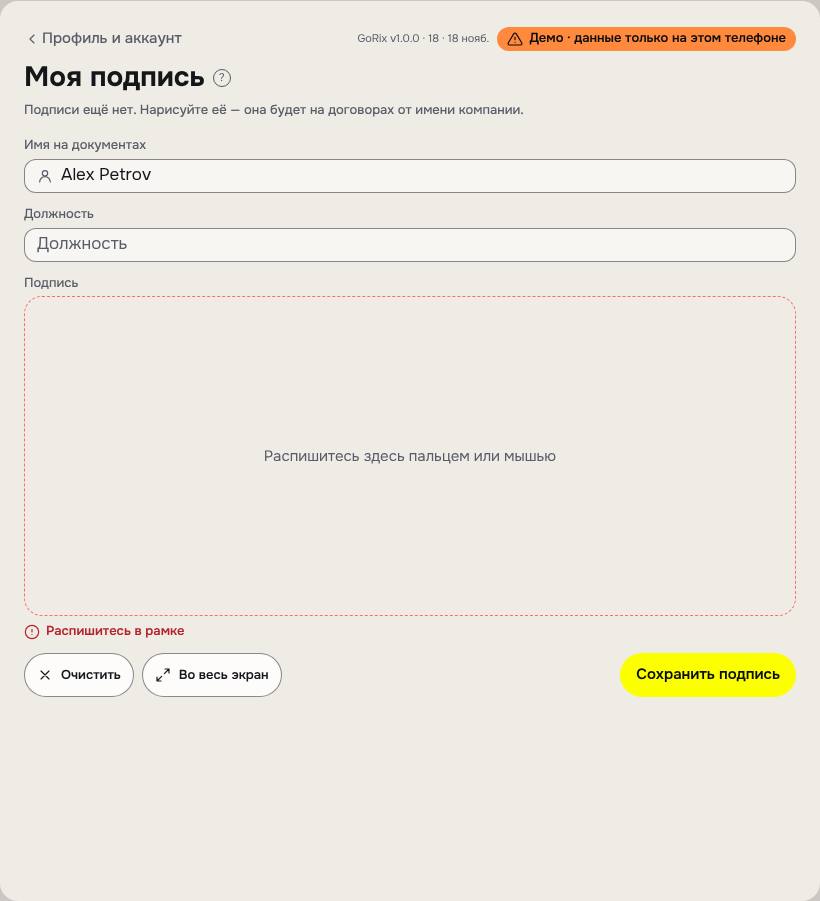 Профиль и аккаунт
GoRix v1.0.0 · 18 · 18 нояб.
Демо · данные только на этом телефоне
Моя подпись ?
Подписи ещё нет. Нарисуйте её — она будет на договорах от имени компании.
Имя на документах
Alex Petrov
Должность
Должность
Подпись
Распишитесь здесь пальцем или мышью
Распишитесь в рамке
Очистить
Во весь экран
Сохранить подпись